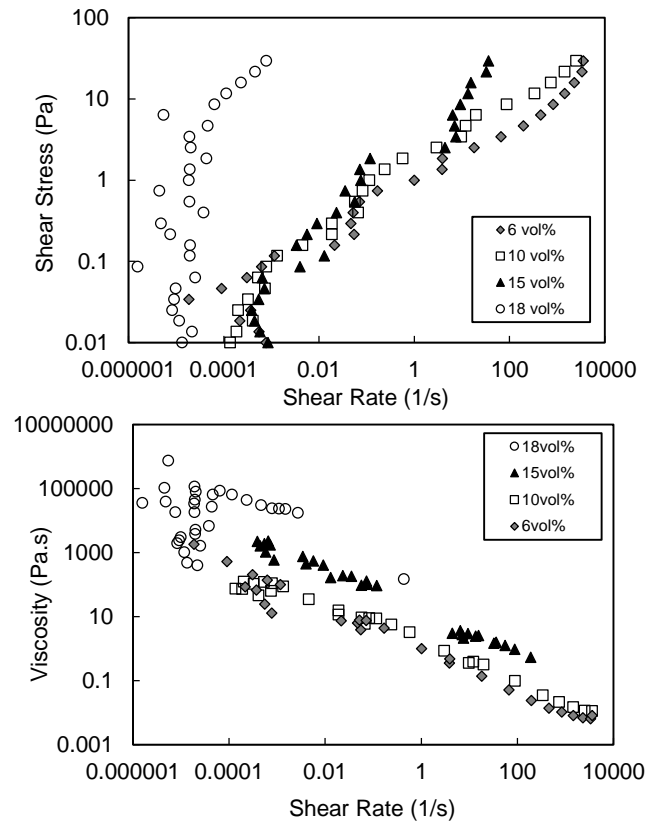 100
10
1
0.1
0.01
Shear Stress (Pa)
6 vol%
10 vol%
15 vol%
18 vol%
0.000001 0.0001 0.01 1 100 10000
Shear Rate (1/s)
10000000
100000
1000
10
0.1
0.001
Viscosity (Pa.s)
18vol%
15vol%
10vol%
6vol%
0.000001 0.0001 0.01 1 100 10000
Shear Rate (1/s)